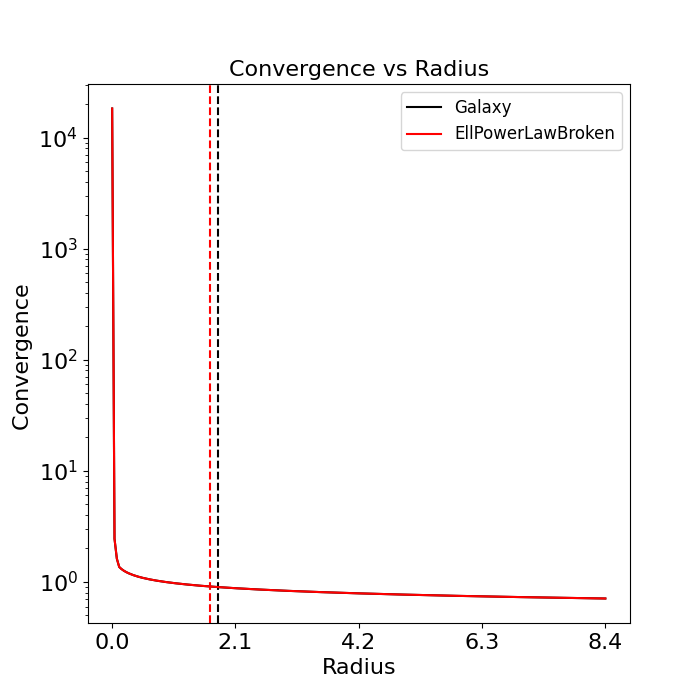 Convergence vs Radius
Galaxy
EllPowerLawBroken
10^4
10^3
10^2
10^1
10^0
Convergence
0.0 2.1 4.2 6.3 8.4
Radius